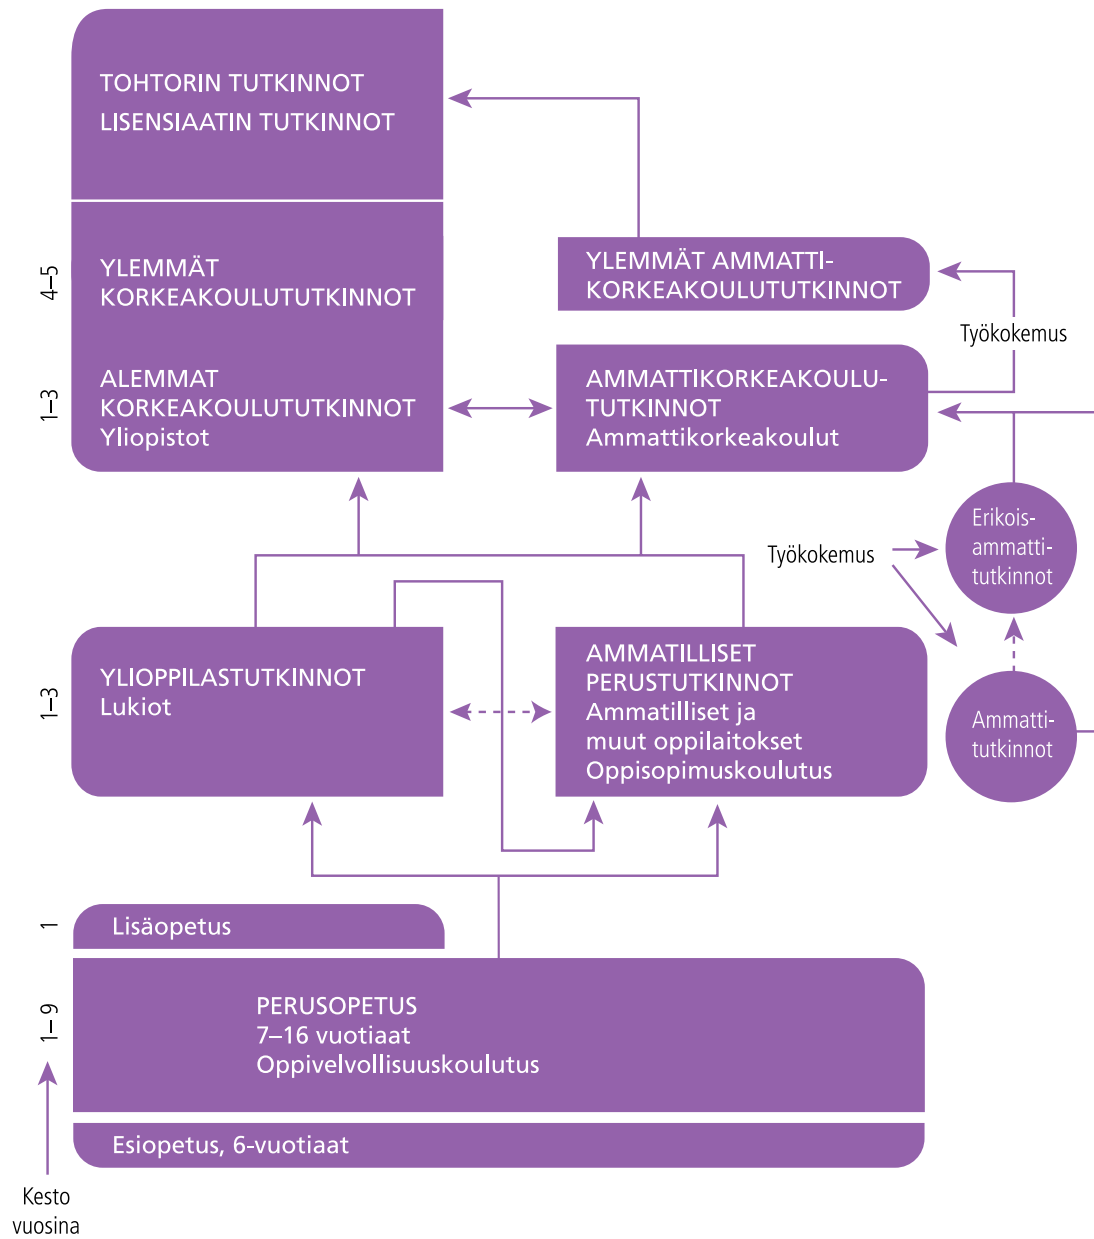 TOHTORIN TUTKINNOT
LISENSIAATIN TUTKINNOT
4–5
YLEMMÄT
KORKEAKOULUTUTKINNOT
YLEMMÄT AMMATTI-
KORKEAKOULUTUTKINNOT
Työkokemus
1–3
ALEMMAT
KORKEAKOULUTUTKINNOT
Yliopistot
AMMATTIKORKEAKOULU-
TUTKINNOT
Ammattikorkeakoulut
Työkokemus
Erikois-
ammatti-
tutkinnot
1–3
YLIOPPILASTUTKINNOT
Lukiot
AMMATILLISET
PERUSTUTKINNOT
Ammatilliset ja
muut oppilaitokset
Oppisopimuskoulutus
Ammatti-
tutkinnot
1
Lisäopetus
1–9
PERUSOPETUS
7–16 vuotiaat
Oppivelvollisuuskoulutus
Esiopetus, 6-vuotiaat
Kesto
vuosina